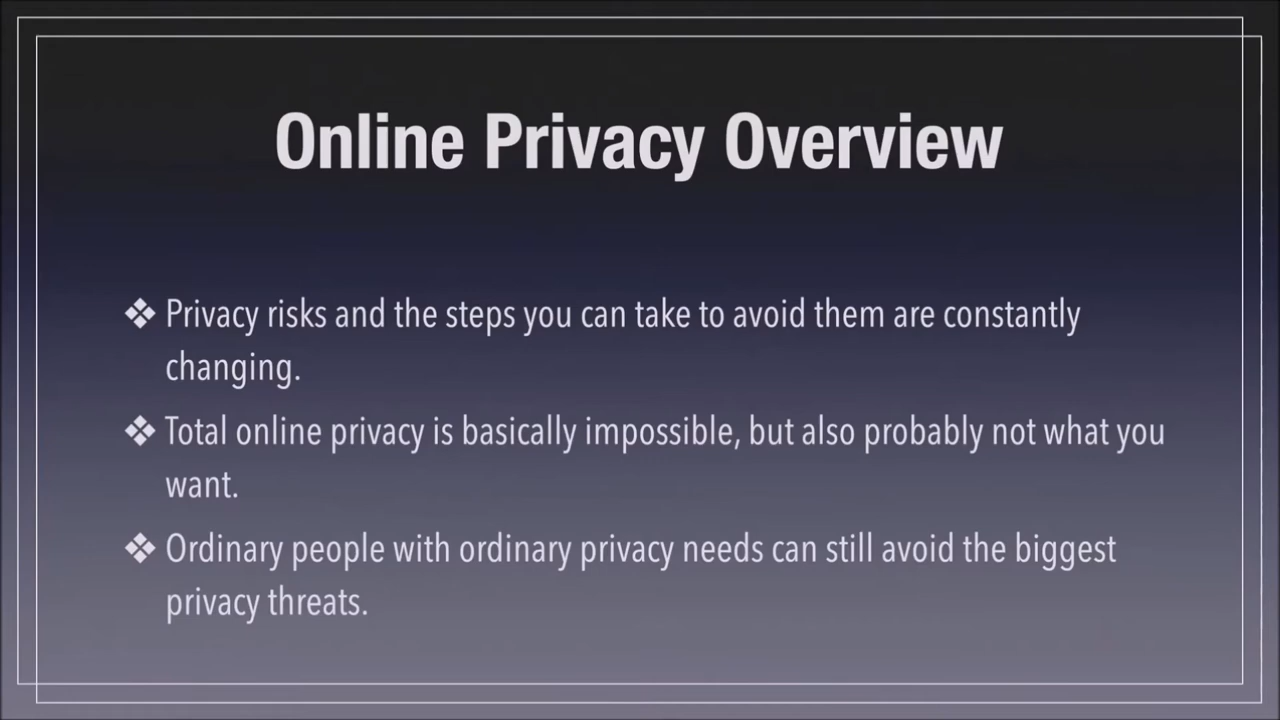 Online Privacy Overview
❖ Privacy risks and the steps you can take to avoid them are constantly
changing.
❖ Total online privacy is basically impossible, but also probably not what you
want.
❖ Ordinary people with ordinary privacy needs can still avoid the biggest
privacy threats.